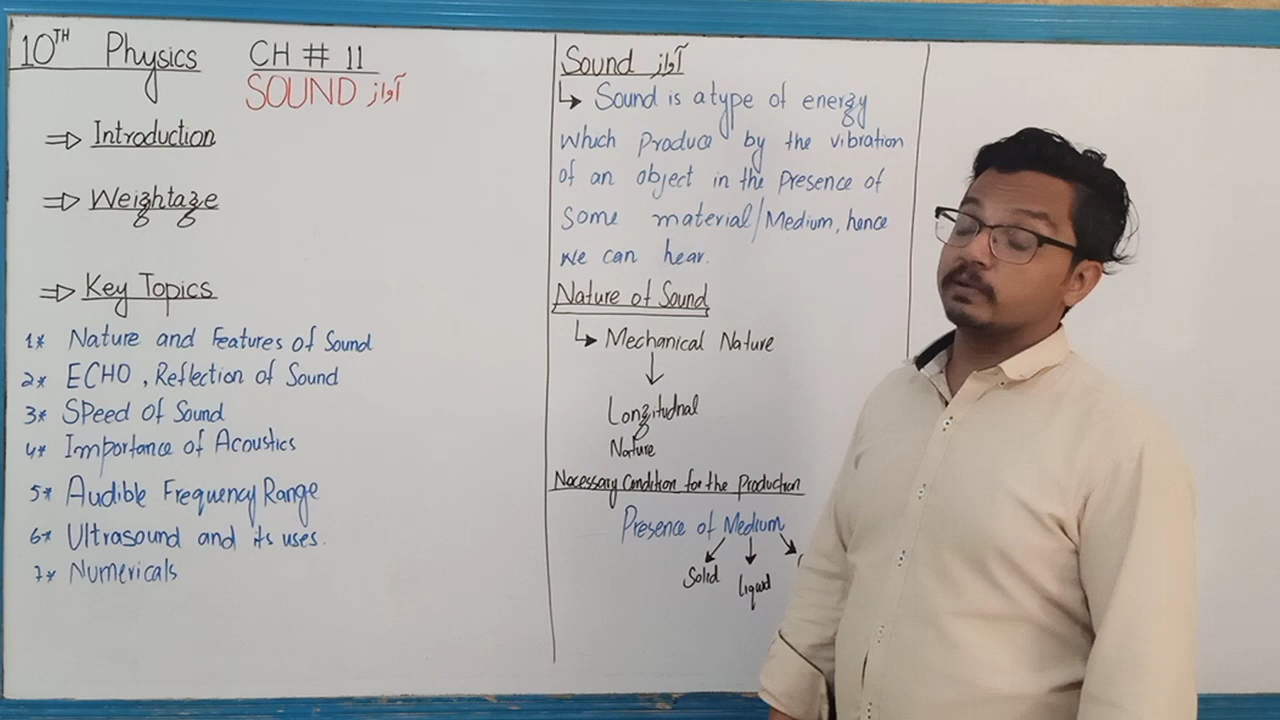 10TH Physics CH # 11
SOUND آواز
⇒ Introduction
⇒ Weightage
⇒ Key Topics
1* Nature and Features of Sound
2* ECHO, Reflection of Sound
3* Speed of Sound
4* Importance of Acoustics
5* Audible Frequency Range
6* Ultrasound and its uses.
7* Numericals
Sound آواز
↳ Sound is a type of energy
which produce by the vibration
of an object in the presence of
some material/Medium, hence
we can hear.
Nature of Sound
↳ Mechanical Nature
↓
Longitudnal
Nature
Necessary Condition for the Production
Presence of Medium
Solid
liquid